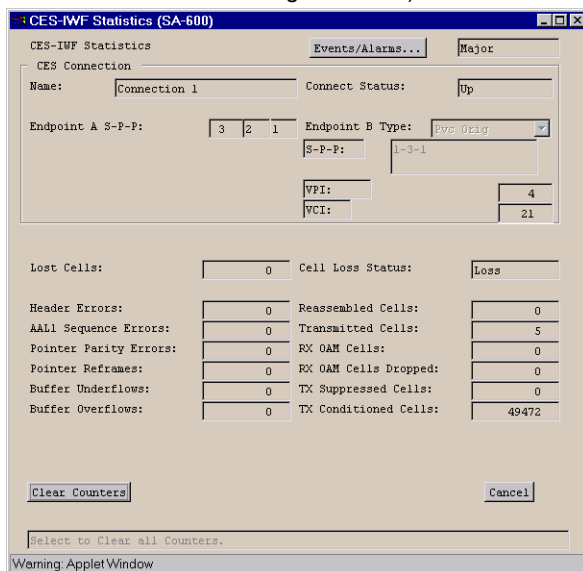 CES-IWF Statistics (SA-600)
CES-IWF Statistics Events/Alarms... Major
CES Connection
Name: Connection 1 Connect Status: Up
Endpoint A S-P-P: 3 2 1 Endpoint B Type: Pvc Orig
S-P-P: 1-3-1
VPI: 4
VCI: 21
Lost Cells: 0 Cell Loss Status: Loss
Header Errors: 0 Reassembled Cells: 0
AAL1 Sequence Errors: 0 Transmitted Cells: 5
Pointer Parity Errors: 0 RX OAM Cells: 0
Pointer Reframes: 0 RX OAM Cells Dropped: 0
Buffer Underflows: 0 TX Suppressed Cells: 0
Buffer Overflows: 0 TX Conditioned Cells: 49472
Clear Counters Cancel
Select to Clear all Counters.
Warning: Applet Window